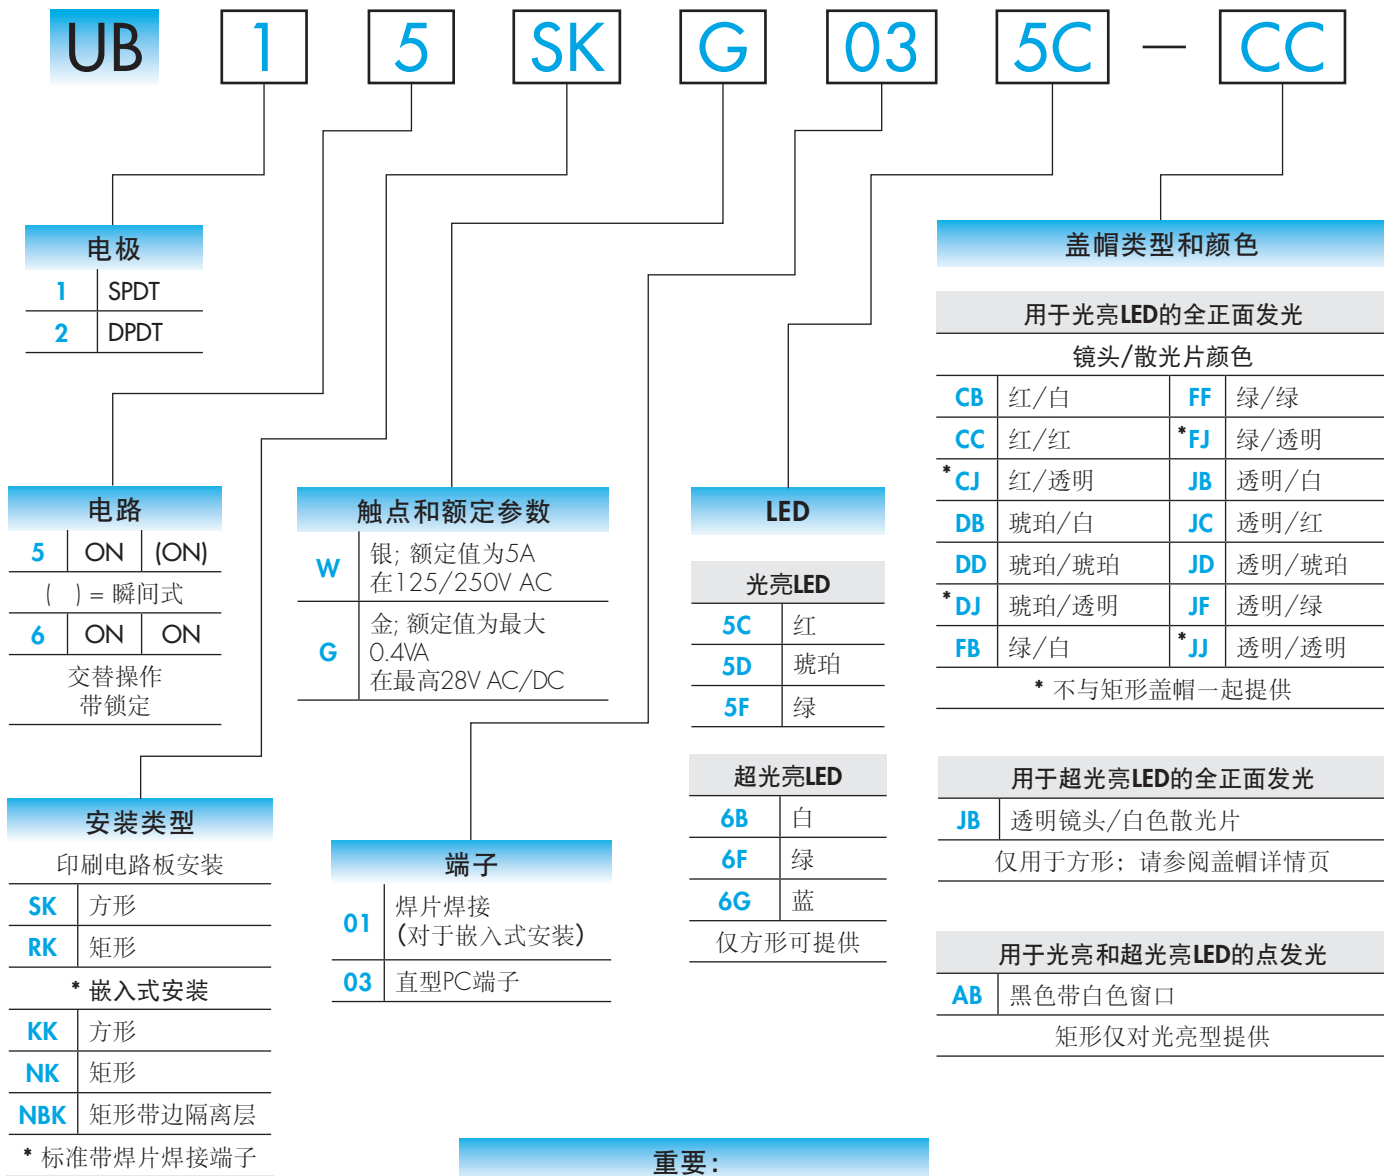 UB 1 5 SK G 03 5C — CC
电极
1 SPDT
2 DPDT
电路
5 ON (ON)
( ) = 瞬间式
6 ON ON
交替操作
带锁定
安装类型
印刷电路板安装
SK 方形
RK 矩形
* 嵌入式安装
KK 方形
NK 矩形
NBK 矩形带边隔离层
* 标准带焊片焊接端子
触点和额定参数
W 银; 额定值为5A
在125/250V AC
G 金; 额定值为最大
0.4VA
在最高28V AC/DC
端子
01 焊片焊接
(对于嵌入式安装)
03 直型PC端子
LED
光亮LED
5C 红
5D 琥珀
5F 绿
超光亮LED
6B 白
6F 绿
6G 蓝
仅方形可提供
盖帽类型和颜色
用于光亮LED的全正面发光
镜头/散光片颜色
CB 红/白 FF 绿/绿
CC 红/红 *FJ 绿/透明
*CJ 红/透明 JB 透明/白
DB 琥珀/白 JC 透明/红
DD 琥珀/琥珀 JD 透明/琥珀
*DJ 琥珀/透明 JF 透明/绿
FB 绿/白 *JJ 透明/透明
* 不与矩形盖帽一起提供
用于超光亮LED的全正面发光
JB 透明镜头/白色散光片
仅用于方形; 请参阅盖帽详情页
用于光亮和超光亮LED的点发光
AB 黑色带白色窗口
矩形仅对光亮型提供
重要: